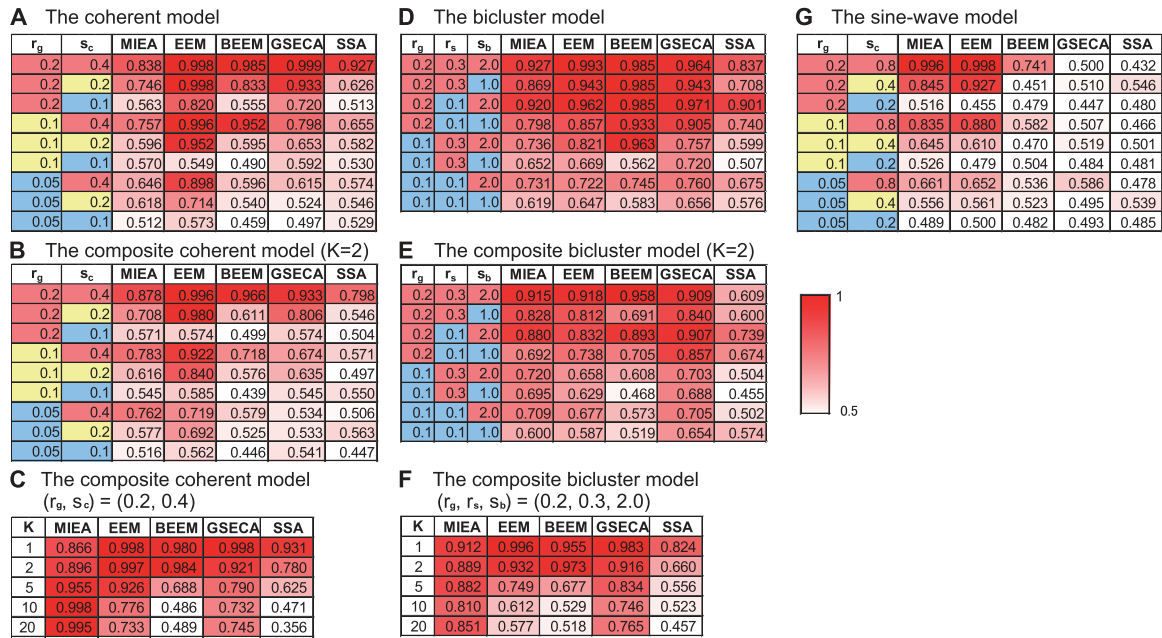 A The coherent model
r_g s_c MIEA EEM BEEM GSECA SSA
0.2 0.4 0.838 0.998 0.985 0.999 0.927
0.2 0.2 0.746 0.998 0.833 0.933 0.626
0.2 0.1 0.563 0.820 0.555 0.720 0.513
0.1 0.4 0.757 0.996 0.952 0.798 0.655
0.1 0.2 0.596 0.952 0.595 0.653 0.582
0.1 0.1 0.570 0.549 0.490 0.592 0.530
0.05 0.4 0.646 0.898 0.596 0.615 0.574
0.05 0.2 0.618 0.714 0.540 0.524 0.546
0.05 0.1 0.512 0.573 0.459 0.497 0.529
B The composite coherent model (K=2)
r_g s_c MIEA EEM BEEM GSECA SSA
0.2 0.4 0.878 0.996 0.966 0.933 0.798
0.2 0.2 0.708 0.980 0.611 0.806 0.546
0.2 0.1 0.571 0.574 0.499 0.574 0.504
0.1 0.4 0.783 0.922 0.718 0.674 0.571
0.1 0.2 0.616 0.840 0.576 0.635 0.497
0.1 0.1 0.545 0.585 0.439 0.545 0.550
0.05 0.4 0.762 0.719 0.579 0.534 0.506
0.05 0.2 0.577 0.692 0.525 0.533 0.563
0.05 0.1 0.516 0.562 0.446 0.541 0.447
C The composite coherent model
(r_g, s_c) = (0.2, 0.4)
K MIEA EEM BEEM GSECA SSA
1 0.866 0.998 0.980 0.998 0.931
2 0.896 0.997 0.984 0.921 0.780
5 0.955 0.926 0.688 0.790 0.625
10 0.998 0.776 0.486 0.732 0.471
20 0.995 0.733 0.489 0.745 0.356
D The bicluster model
r_g r_s s_b MIEA EEM BEEM GSECA SSA
0.2 0.3 2.0 0.927 0.993 0.985 0.964 0.837
0.2 0.3 1.0 0.869 0.943 0.985 0.943 0.708
0.2 0.1 2.0 0.920 0.962 0.985 0.971 0.901
0.2 0.1 1.0 0.798 0.857 0.933 0.905 0.740
0.1 0.3 2.0 0.736 0.821 0.963 0.757 0.599
0.1 0.3 1.0 0.652 0.669 0.562 0.720 0.507
0.1 0.1 2.0 0.731 0.722 0.745 0.760 0.675
0.1 0.1 1.0 0.619 0.647 0.583 0.656 0.576
E The composite bicluster model (K=2)
r_g r_s s_b MIEA EEM BEEM GSECA SSA
0.2 0.3 2.0 0.915 0.918 0.958 0.909 0.609
0.2 0.3 1.0 0.828 0.812 0.691 0.840 0.600
0.2 0.1 2.0 0.880 0.832 0.893 0.907 0.739
0.2 0.1 1.0 0.692 0.738 0.705 0.857 0.674
0.1 0.3 2.0 0.720 0.658 0.608 0.703 0.504
0.1 0.3 1.0 0.695 0.629 0.468 0.688 0.455
0.1 0.1 2.0 0.709 0.677 0.573 0.705 0.502
0.1 0.1 1.0 0.600 0.587 0.519 0.654 0.574
F The composite bicluster model
(r_g, r_s, s_b) = (0.2, 0.3, 2.0)
K MIEA EEM BEEM GSECA SSA
1 0.912 0.996 0.955 0.983 0.824
2 0.889 0.932 0.973 0.916 0.660
5 0.882 0.749 0.677 0.834 0.556
10 0.810 0.612 0.529 0.746 0.523
20 0.851 0.577 0.518 0.765 0.457
G The sine-wave model
r_g s_c MIEA EEM BEEM GSECA SSA
0.2 0.8 0.996 0.998 0.741 0.500 0.432
0.2 0.4 0.845 0.927 0.451 0.510 0.546
0.2 0.2 0.516 0.455 0.479 0.447 0.480
0.1 0.8 0.835 0.880 0.582 0.507 0.466
0.1 0.4 0.645 0.610 0.470 0.519 0.501
0.1 0.2 0.526 0.479 0.504 0.484 0.481
0.05 0.8 0.661 0.652 0.536 0.586 0.478
0.05 0.4 0.556 0.561 0.523 0.495 0.539
0.05 0.2 0.489 0.500 0.482 0.493 0.485
1
0.5